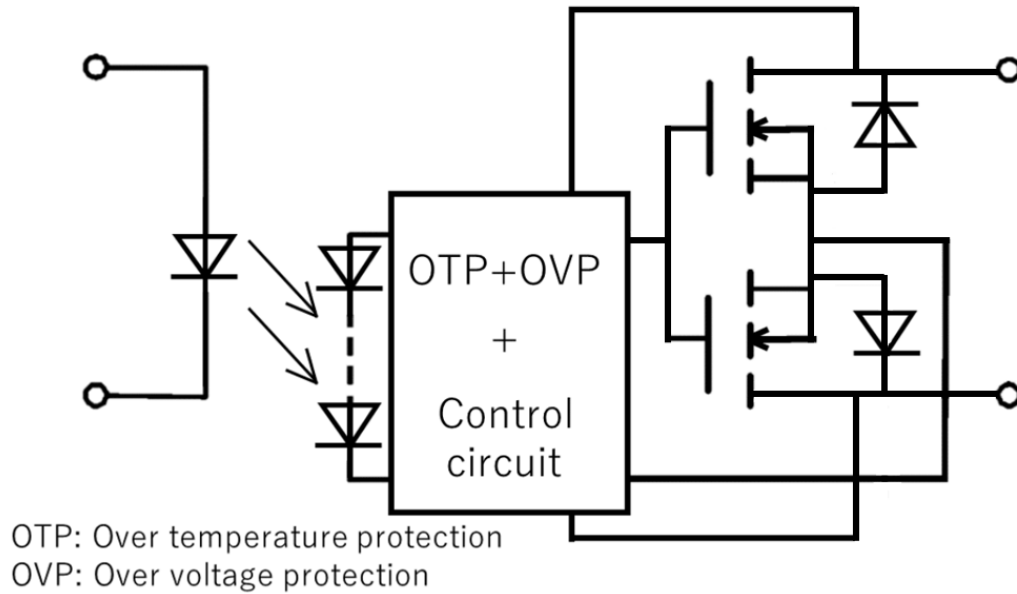 OTP+OVP
+
Control
circuit
OTP: Over temperature protection
OVP: Over voltage protection